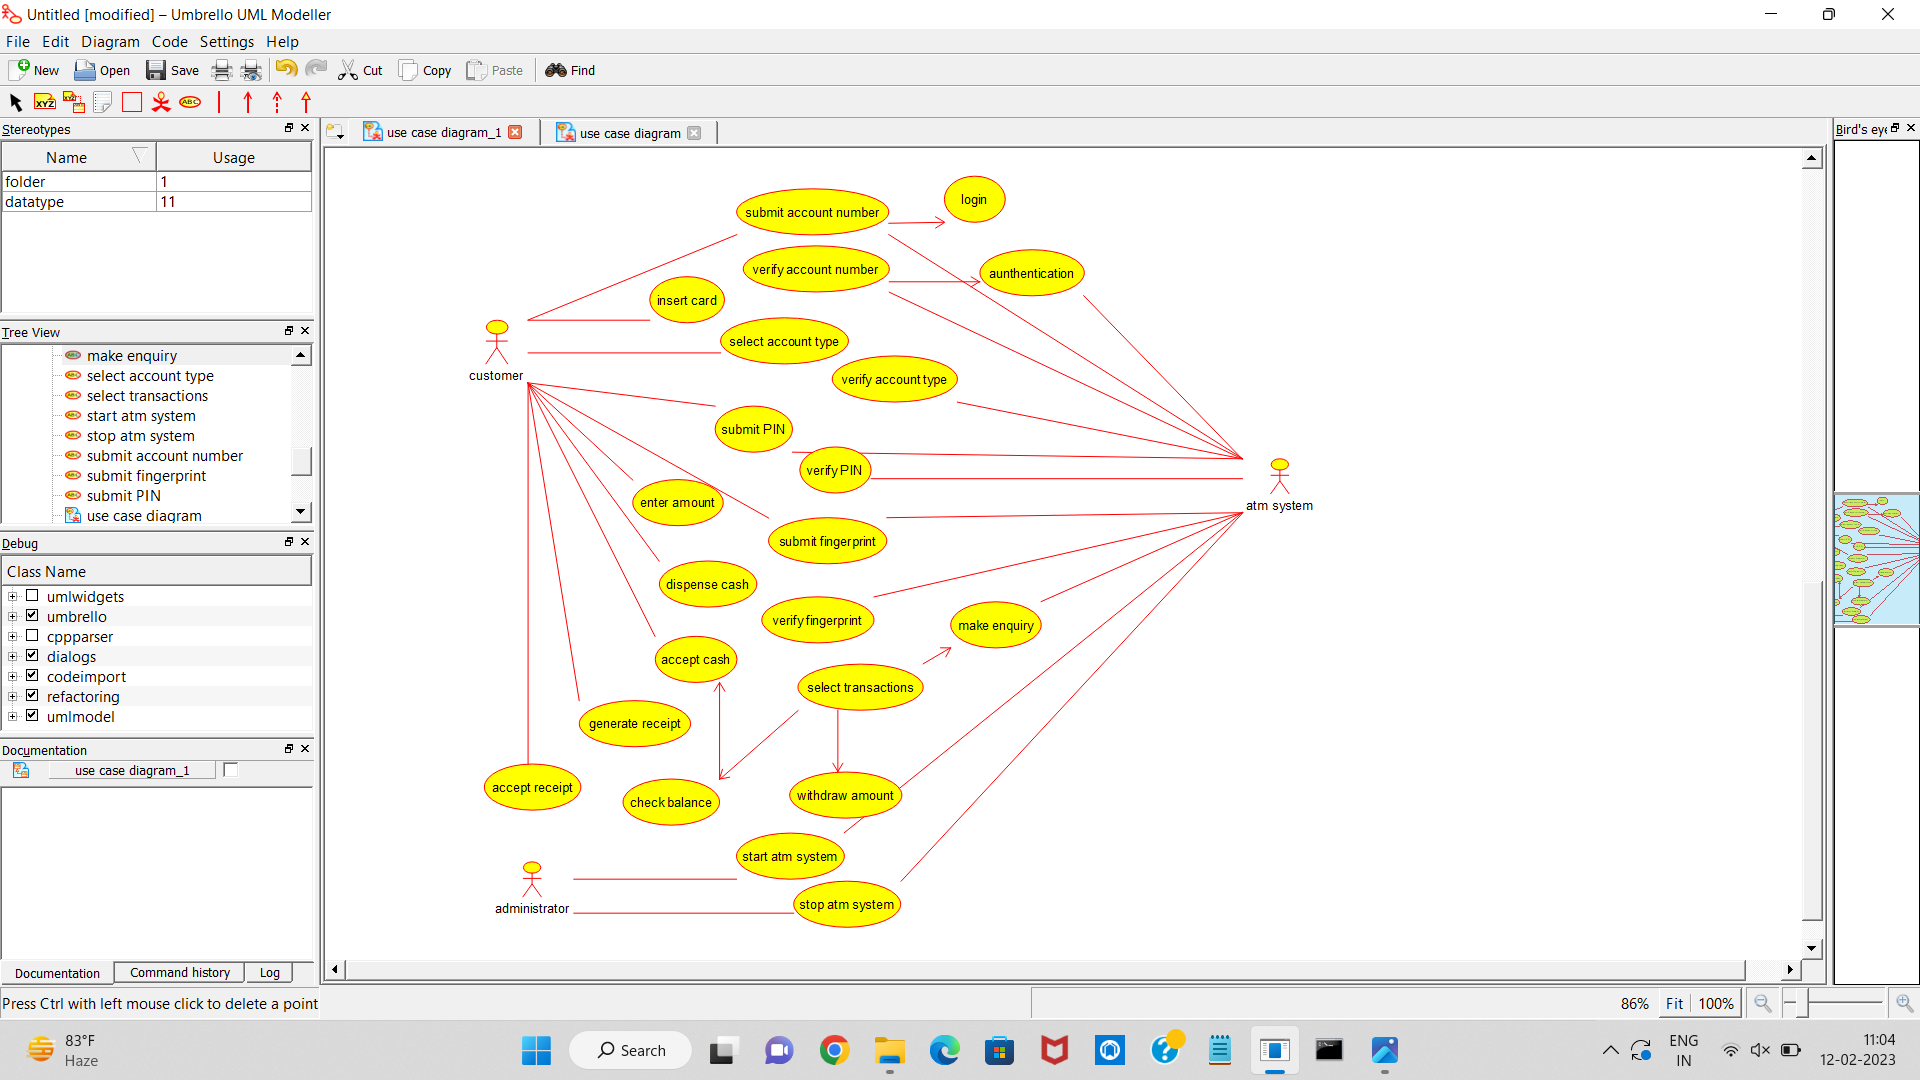 Untitled [modified] – Umbrello UML Modeller
File Edit Diagram Code Settings Help
New Open Save Cut Copy Paste Find
XYZ XYZ ABC
Stereotypes
Name Usage
folder 1
datatype 11
Tree View
make enquiry
select account type
select transactions
start atm system
stop atm system
submit account number
submit fingerprint
submit PIN
use case diagram
Debug
Class Name
umlwidgets
umbrello
cppparser
dialogs
codeimport
refactoring
umlmodel
Documentation
use case diagram_1
Documentation Command history Log
use case diagram_1 use case diagram
login
submit account number
verify account number
aunthentication
insert card
select account type
customer
verify account type
submit PIN
verify PIN
enter amount
atm system
submit fingerprint
dispense cash
verify fingerprint
make enquiry
accept cash
select transactions
generate receipt
accept receipt
check balance
withdraw amount
start atm system
administrator
stop atm system
Bird's eye
Press Ctrl with left mouse click to delete a point
86% Fit 100%
83°F
Haze
Search
ENG
IN
11:04
12-02-2023